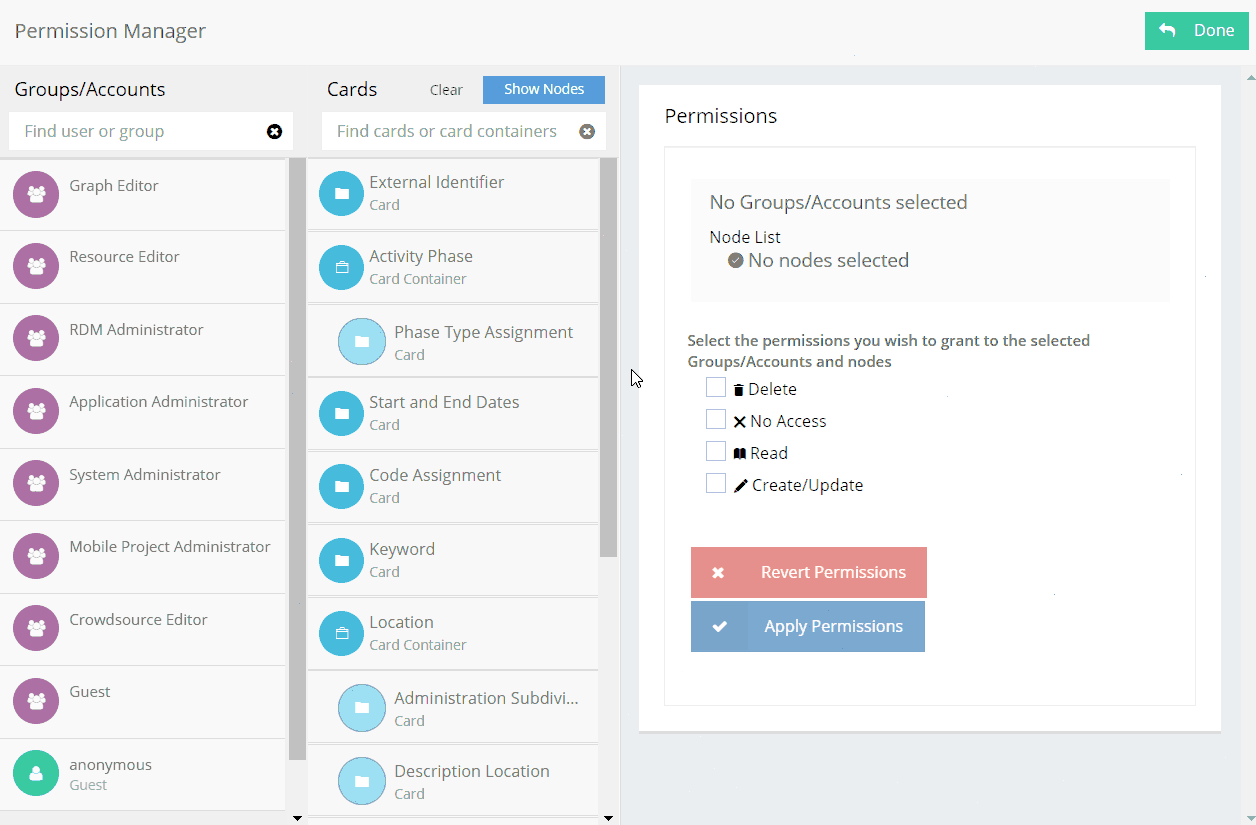 Permission Manager
Done
Groups/Accounts
Find user or group
Graph Editor
Resource Editor
RDM Administrator
Application Administrator
System Administrator
Mobile Project Administrator
Crowdsource Editor
Guest
anonymous
Guest
Cards
Clear
Show Nodes
Find cards or card containers
External Identifier
Card
Activity Phase
Card Container
Phase Type Assignment
Card
Start and End Dates
Card
Code Assignment
Card
Keyword
Card
Location
Card Container
Administration Subdivi...
Card
Description Location
Card
Permissions
No Groups/Accounts selected
Node List
No nodes selected
Select the permissions you wish to grant to the selected
Groups/Accounts and nodes
Delete
No Access
Read
Create/Update
Revert Permissions
Apply Permissions